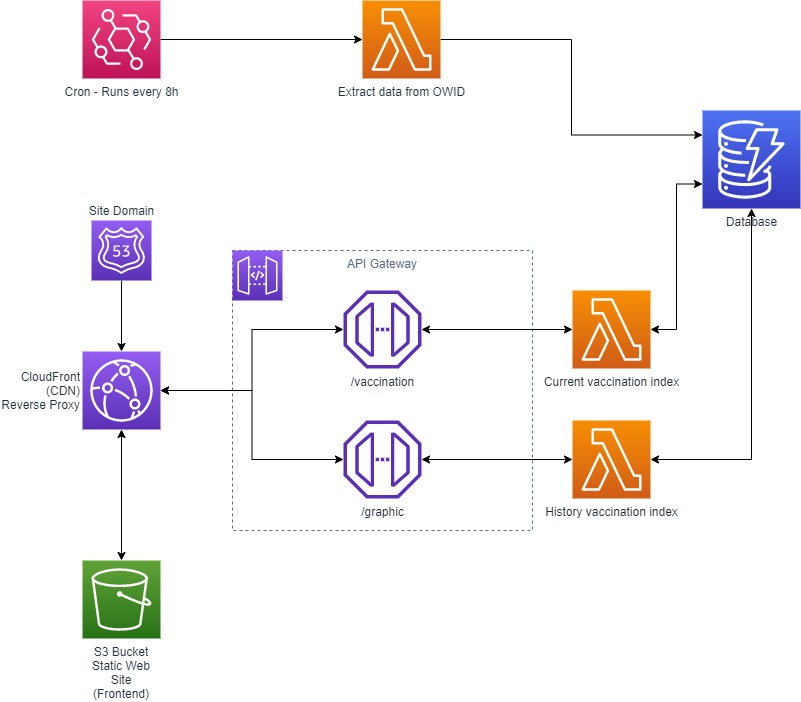 Cron - Runs every 8h
Extract data from OWID
Database
Site Domain
53
API Gateway
</>
CloudFront
(CDN)
Reverse Proxy
/vaccination
Current vaccination index
/graphic
History vaccination index
S3 Bucket
Static Web
Site
(Frontend)